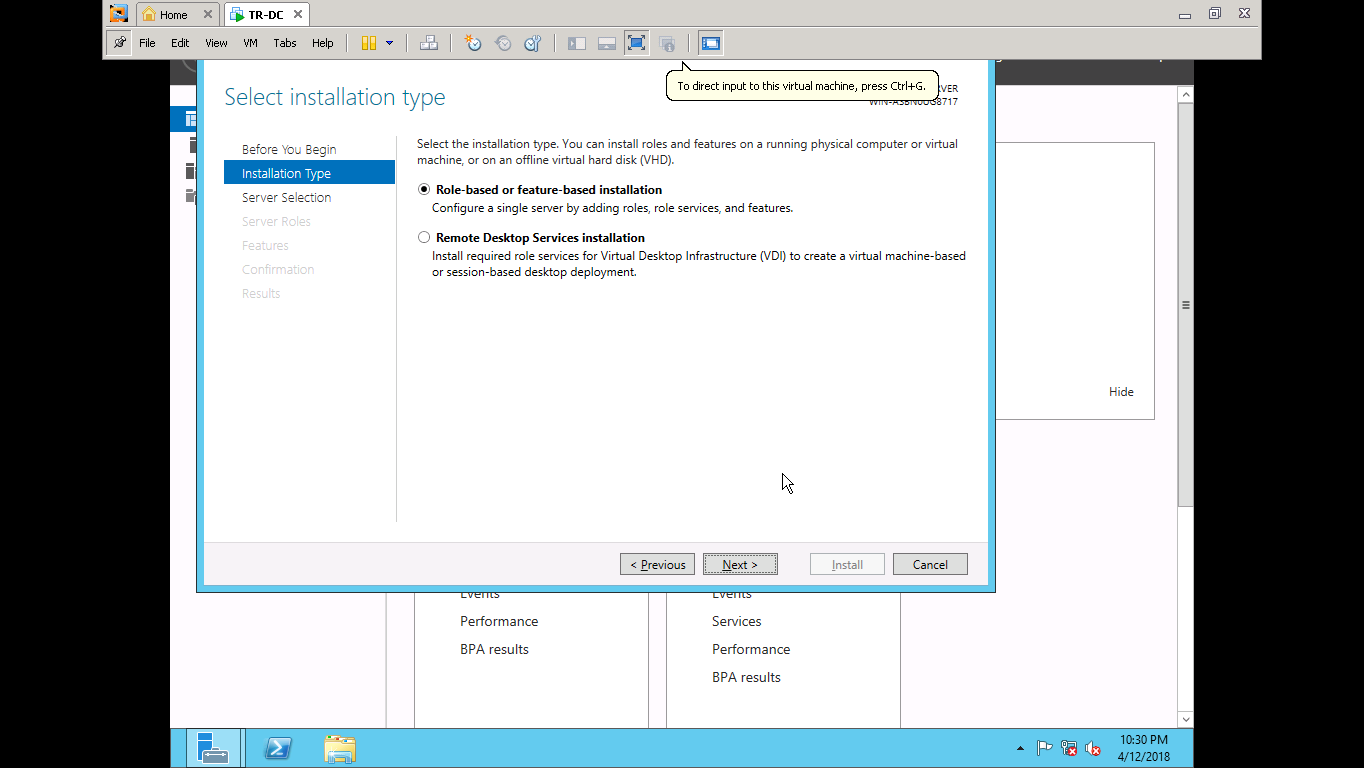 Home
TR-DC
File Edit View VM Tabs Help
To direct input to this virtual machine, press Ctrl+G.
Select installation type
Before You Begin
Installation Type
Server Selection
Server Roles
Features
Confirmation
Results
Select the installation type. You can install roles and features on a running physical computer or virtual
machine, or on an offline virtual hard disk (VHD).
Role-based or feature-based installation
Configure a single server by adding roles, role services, and features.
Remote Desktop Services installation
Install required role services for Virtual Desktop Infrastructure (VDI) to create a virtual machine-based
or session-based desktop deployment.
Hide
< Previous
Next >
Install
Cancel
Events
Performance
BPA results
Events
Services
Performance
BPA results
10:30 PM
4/12/2018